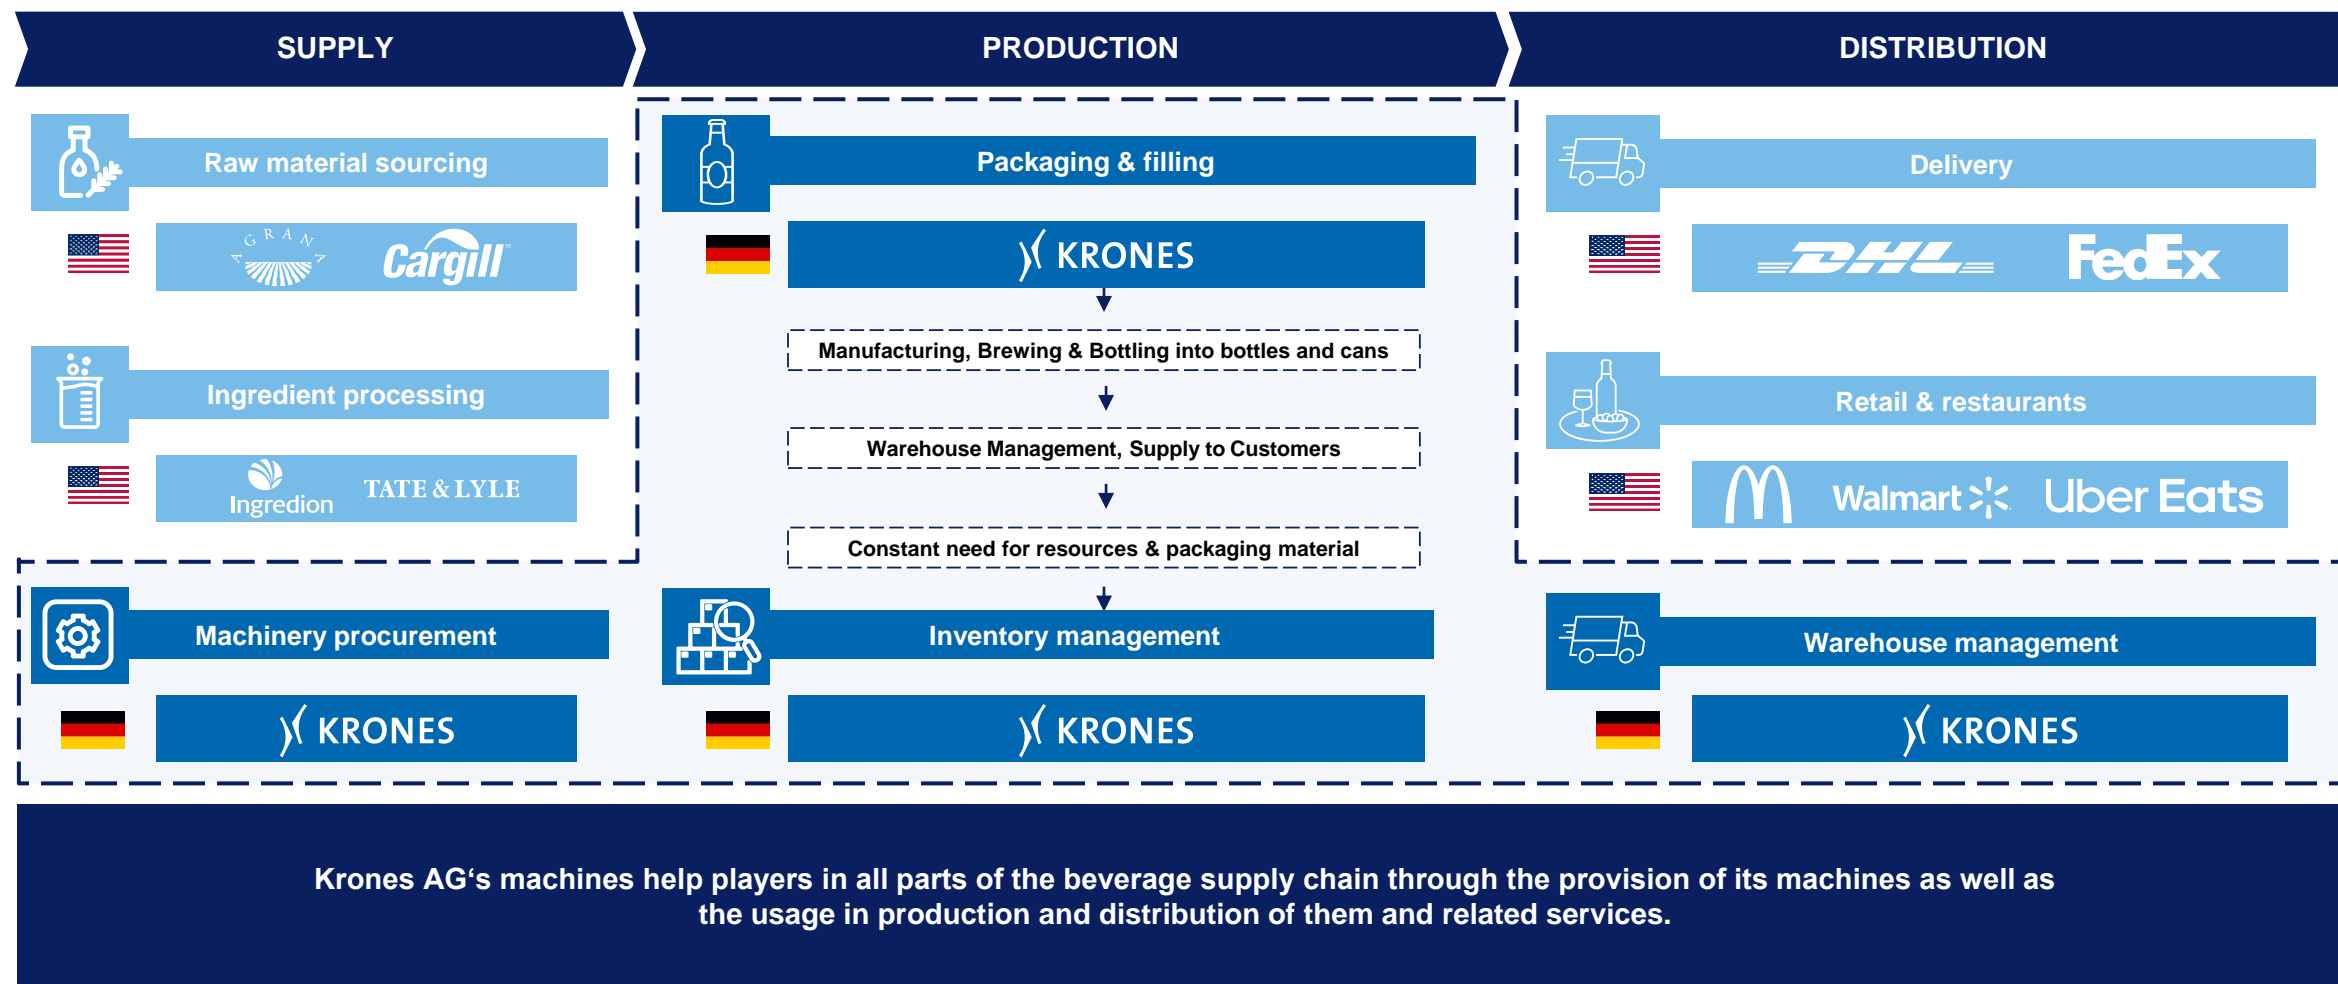 SUPPLY
PRODUCTION
DISTRIBUTION
Raw material sourcing
AGRANA
Cargill™
Ingredient processing
Ingredion
TATE & LYLE
Machinery procurement
KRONES
Packaging & filling
KRONES
Manufacturing, Brewing & Bottling into bottles and cans
Warehouse Management, Supply to Customers
Constant need for resources & packaging material
Inventory management
KRONES
Delivery
DHL
FedEx
Retail & restaurants
Walmart
Uber Eats
Warehouse management
KRONES
Krones AG‘s machines help players in all parts of the beverage supply chain through the provision of its machines as well as
the usage in production and distribution of them and related services.